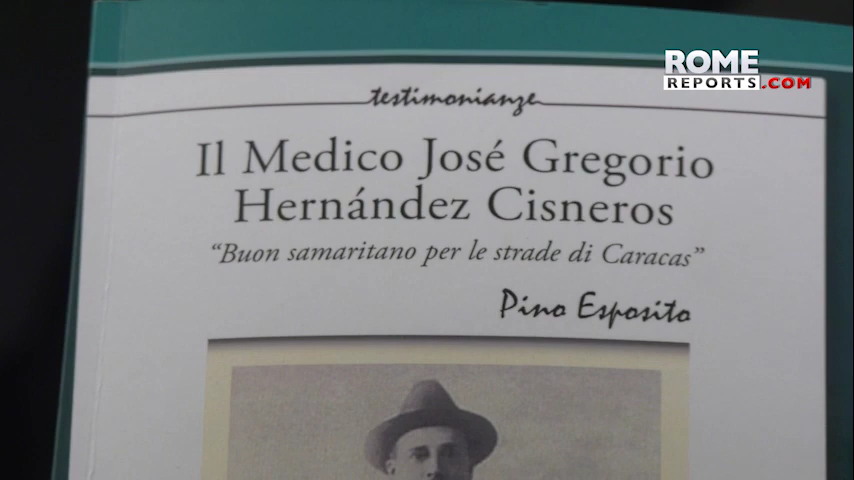 ROME
REPORTS.COM
testimonianze
Il Medico José Gregorio
Hernández Cisneros
"Buon samaritano per le strade di Caracas"
Pino Esposito